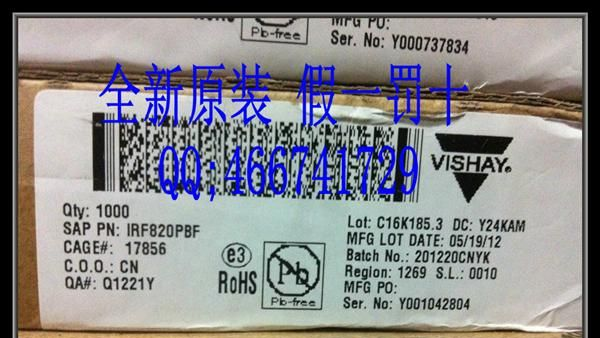 MFG PO:
Pb-free
Ser. No: Y000737834
全新原装 假一罚十
QQ;466741729
VISHAY.
Qty: 1000
SAP PN: IRF820PBF
CAGE#: 17856
C.O.O.: CN
QA#: Q1221Y
e3
RoHS
Pb
Pb-free
Lot: C16K185.3 DC: Y24KAM
MFG LOT DATE: 05/19/12
Batch No.: 201220CNYK
Region: 1269 S.L.: 0010
MFG PO:
Ser. No: Y001042804